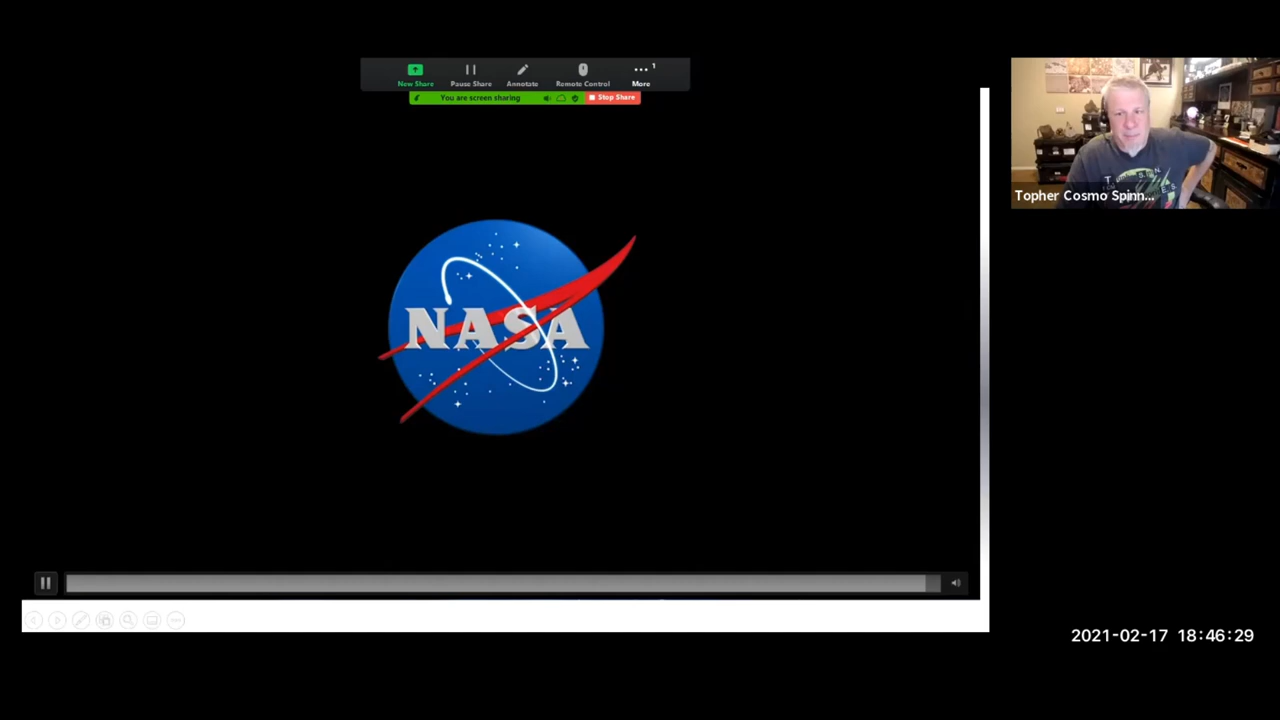 1
New Share Pause Share Annotate Remote Control More
You are screen sharing Stop Share
NASA
Topher Cosmo Spinn...
2021-02-17 18:46:29